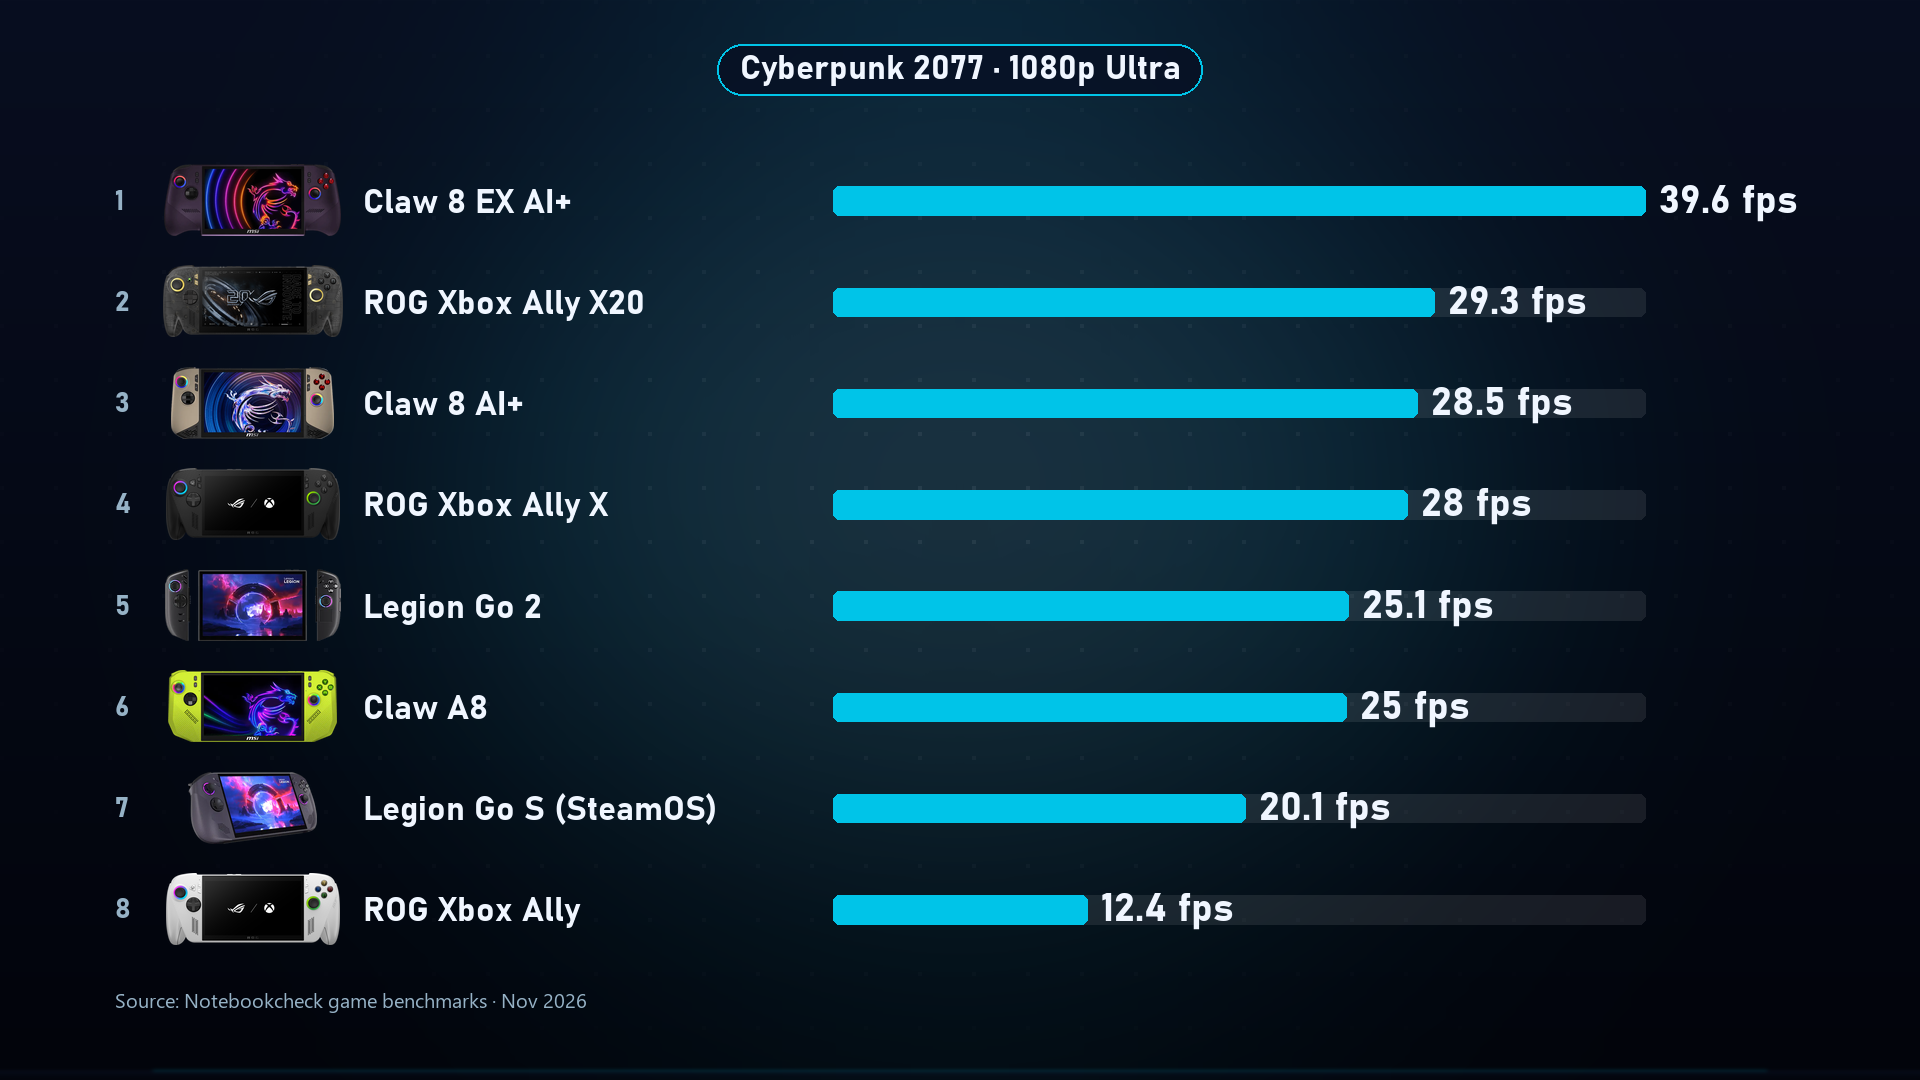 Cyberpunk 2077 · 1080p Ultra
1 Claw 8 EX AI+ 39.6 fps
2 ROG Xbox Ally X20 29.3 fps
3 Claw 8 AI+ 28.5 fps
4 ROG Xbox Ally X 28 fps
5 Legion Go 2 25.1 fps
6 Claw A8 25 fps
7 Legion Go S (SteamOS) 20.1 fps
8 ROG Xbox Ally 12.4 fps
Source: Notebookcheck game benchmarks · Nov 2026